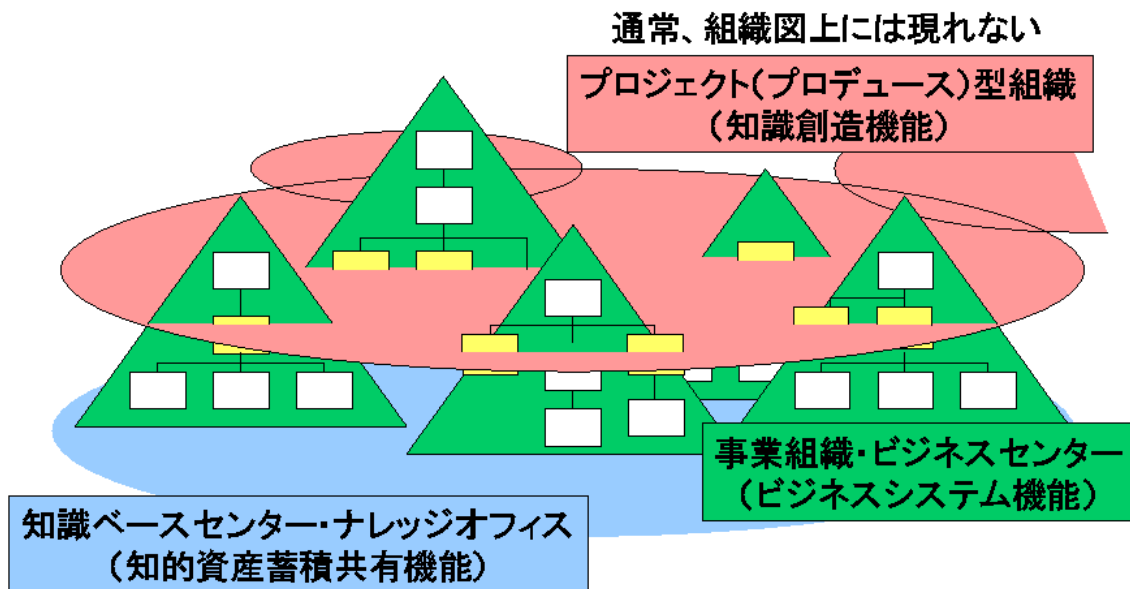 通常、組織図上には現れない
プロジェクト(プロデュース)型組織
(知識創造機能)
事業組織・ビジネスセンター
(ビジネスシステム機能)
知識ベースセンター・ナレッジオフィス
(知的資産蓄積共有機能)